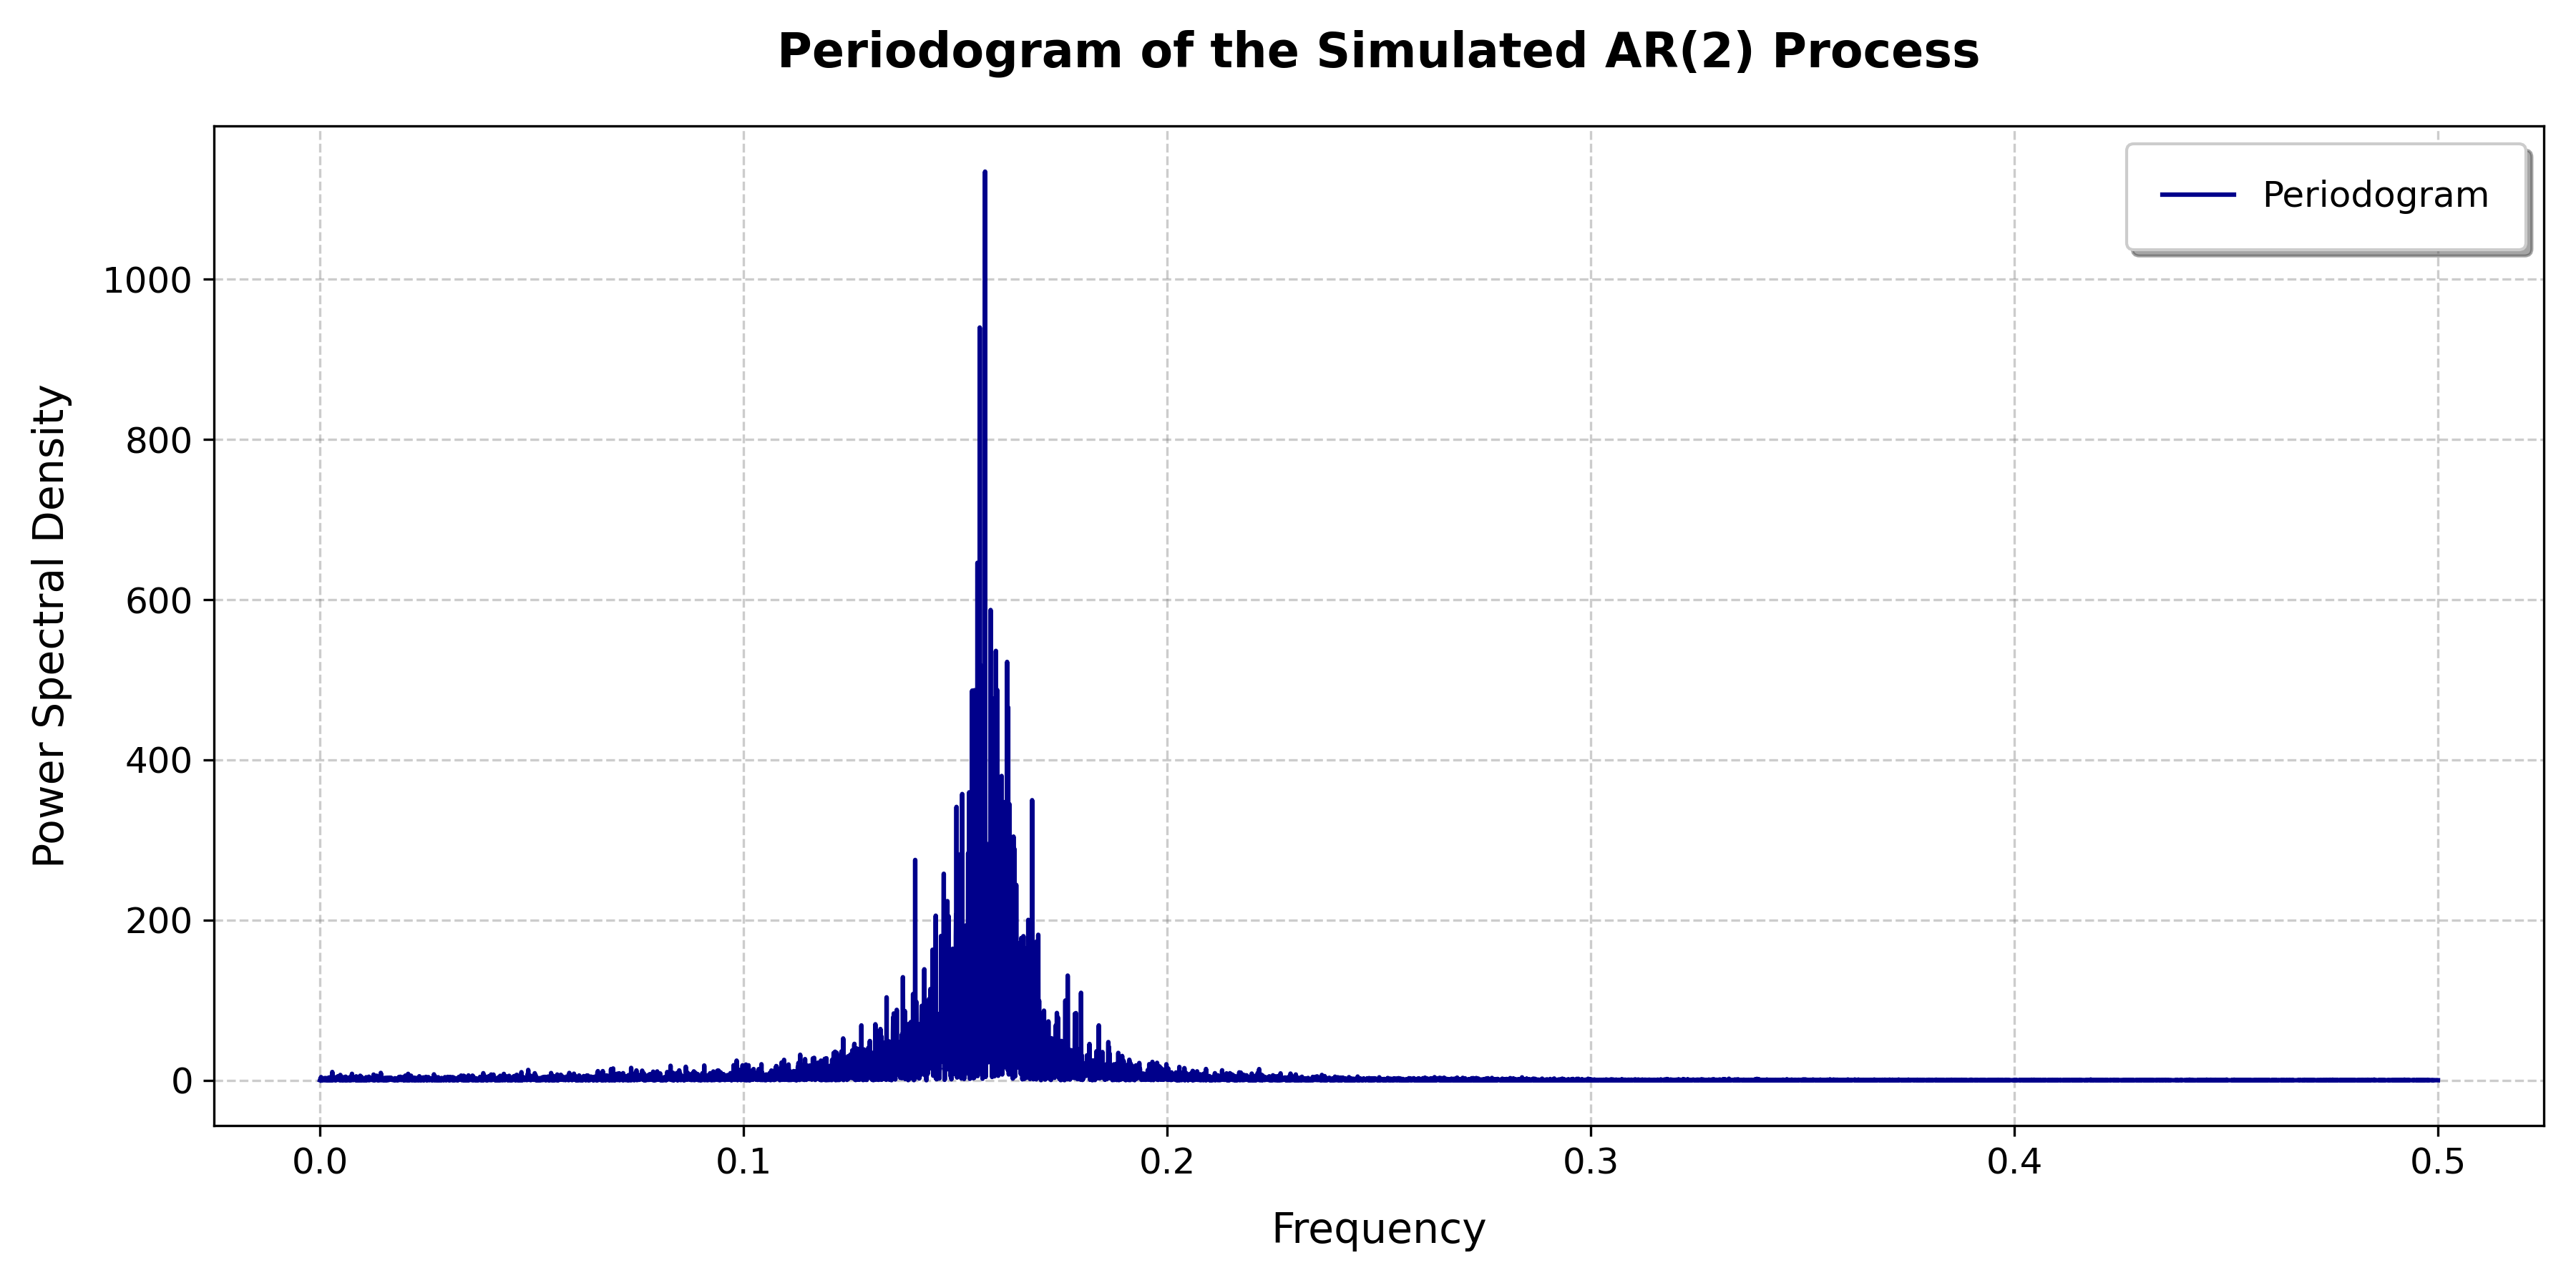 Periodogram of the Simulated AR(2) Process
Periodogram
1000
800
600
400
200
0
Power Spectral Density
0.0 0.1 0.2 0.3 0.4 0.5
Frequency